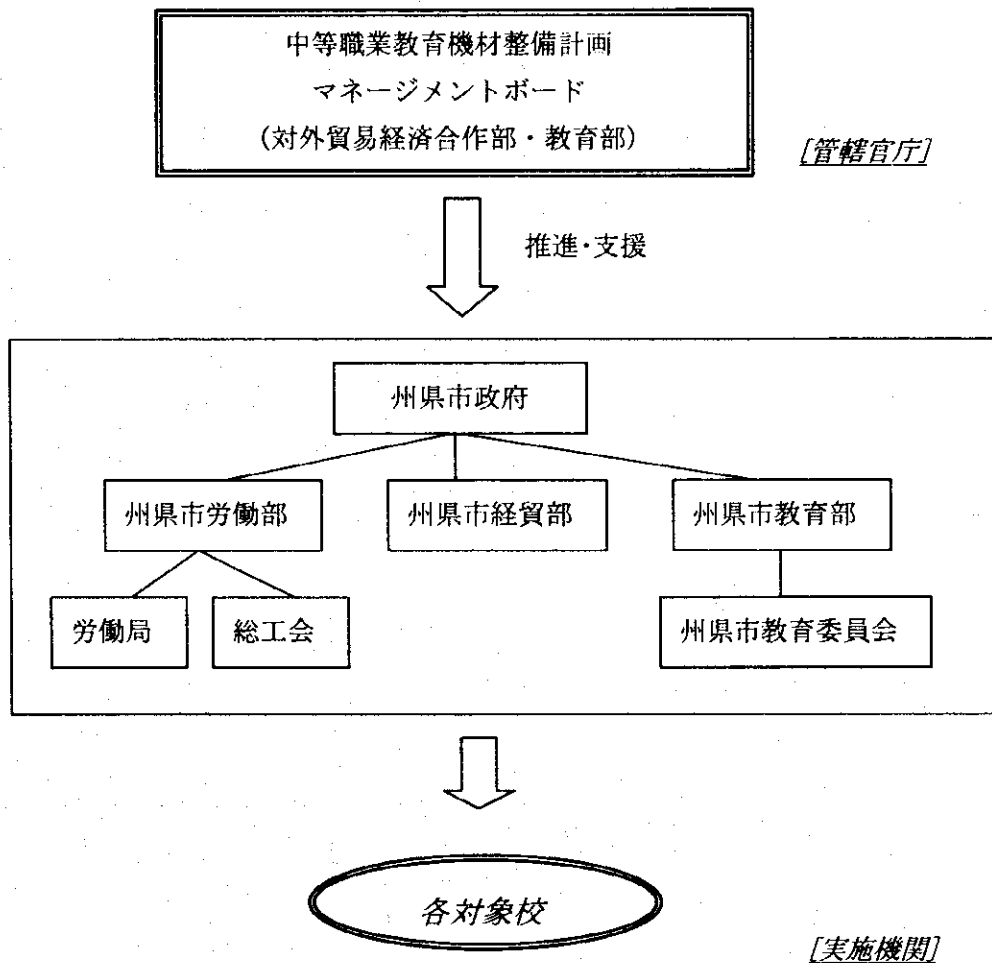 中等職業教育機材整備計画
マネージメントボード
(対外貿易経済合作部・教育部)
[管轄官庁]
推進・支援
州県市政府
州県市労働部
州県市経貿部
州県市教育部
労働局
総工会
州県市教育委員会
各対象校
[実施機関]